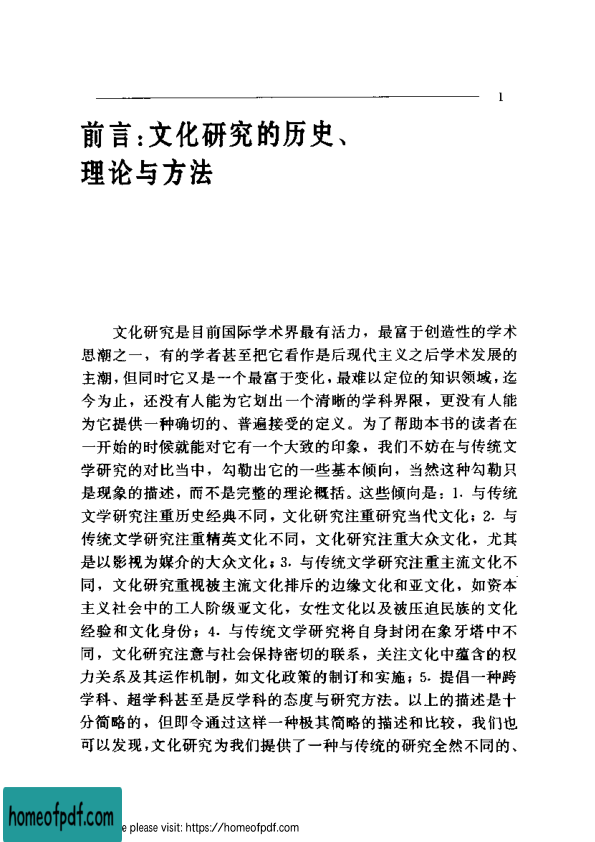 1
前言:文化研究的历史、
理论与方法
文化研究是目前国际学术界最有活力，最富于创造性的学术
思潮之一，有的学者甚至把它看作是后现代主义之后学术发展的
主潮,但同时它又是一个最富于变化,最难以定位的知识领域,迄
今为止，还没有人能为它划出一个清晰的学科界限，更没有人能
为它提供一种确切的、普遍接受的定义。为了帮助本书的读者在
一开始的时候就能对它有一个大致的印象，我们不妨在与传统文
学研究的对比当中，勾勒出它的一些基本倾向，当然这种勾勒只
是现象的描述，而不是完整的理论概括。这些倾向是：1. 与传统
文学研究注重历史经典不同，文化研究注重研究当代文化；2. 与
传统文学研究注重精英文化不同，文化研究注重大众文化，尤其
是以影视为媒介的大众文化；3. 与传统文学研究注重主流文化不
同，文化研究重视被主流文化排斥的边缘文化和亚文化，如资本
主义社会中的工人阶级亚文化，女性文化以及被压迫民族的文化
经验和文化身份；4. 与传统文学研究将自身封闭在象牙塔中不
同，文化研究注意与社会保持密切的联系，关注文化中蕴含的权
力关系及其运作机制，如文化政策的制订和实施；5. 提倡一种跨
学科、超学科甚至是反学科的态度与研究方法。以上的描述是十
分简略的，但即令通过这样一种极其简略的描述和比较，我们也
可以发现,文化研究为我们提供了一种与传统的研究全然不同的、
homeofpdf.com
please visit: https://homeofpdf.com